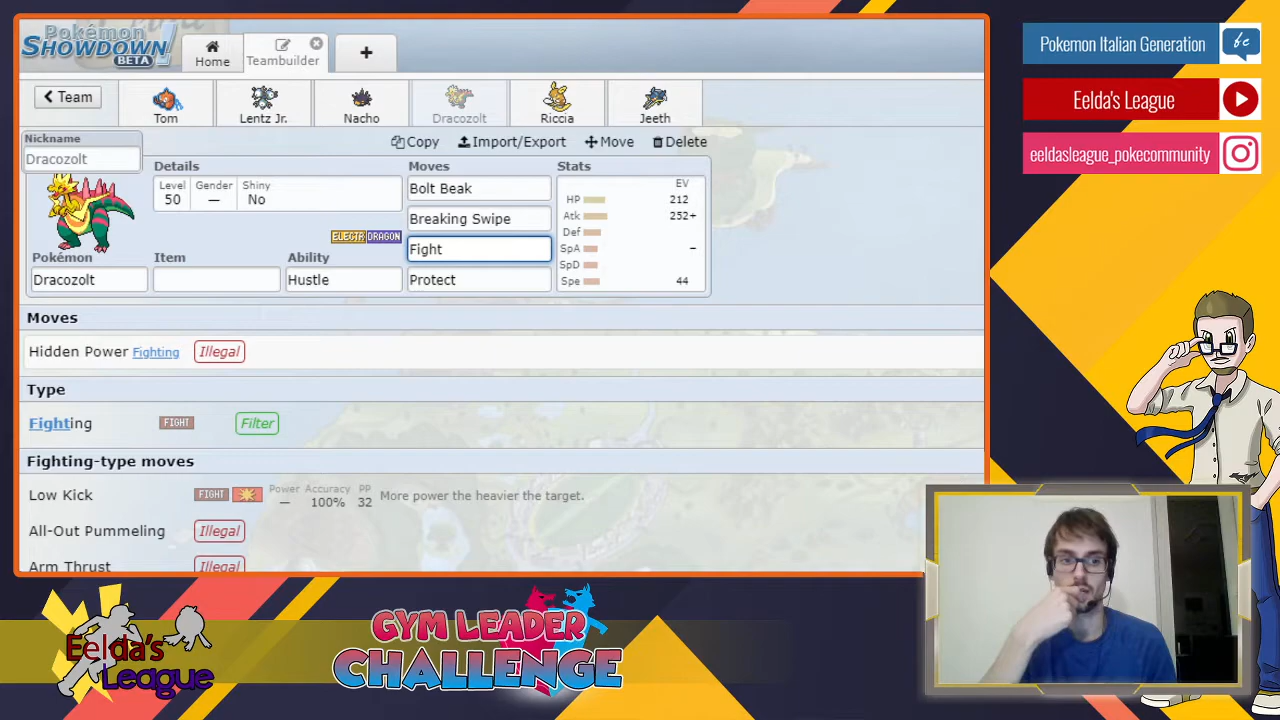 Pokémon
SHOWDOWN!
BETA
Home
Teambuilder
+
Team
Tom
Lentz Jr.
Nacho
Dracozolt
Riccia
Jeeth
Nickname
Dracozolt
Copy
Import/Export
Move
Delete
Details
Level Gender Shiny
50 — No
ELECTR DRAGON
Pokémon
Dracozolt
Item
Ability
Hustle
Moves
Bolt Beak
Breaking Swipe
Fight
Protect
Stats
EV
HP 212
Atk 252+
Def
SpA –
SpD
Spe 44
Moves
Hidden Power Fighting Illegal
Type
Fighting FIGHT Filter
Fighting-type moves
Low Kick FIGHT Power — Accuracy 100% PP 32 More power the heavier the target.
All-Out Pummeling Illegal
Arm Thrust Illegal
Pokemon Italian Generation
Eelda's League
eeldasleague_pokecommunity
Eelda's
League
GYM LEADER
CHALLENGE